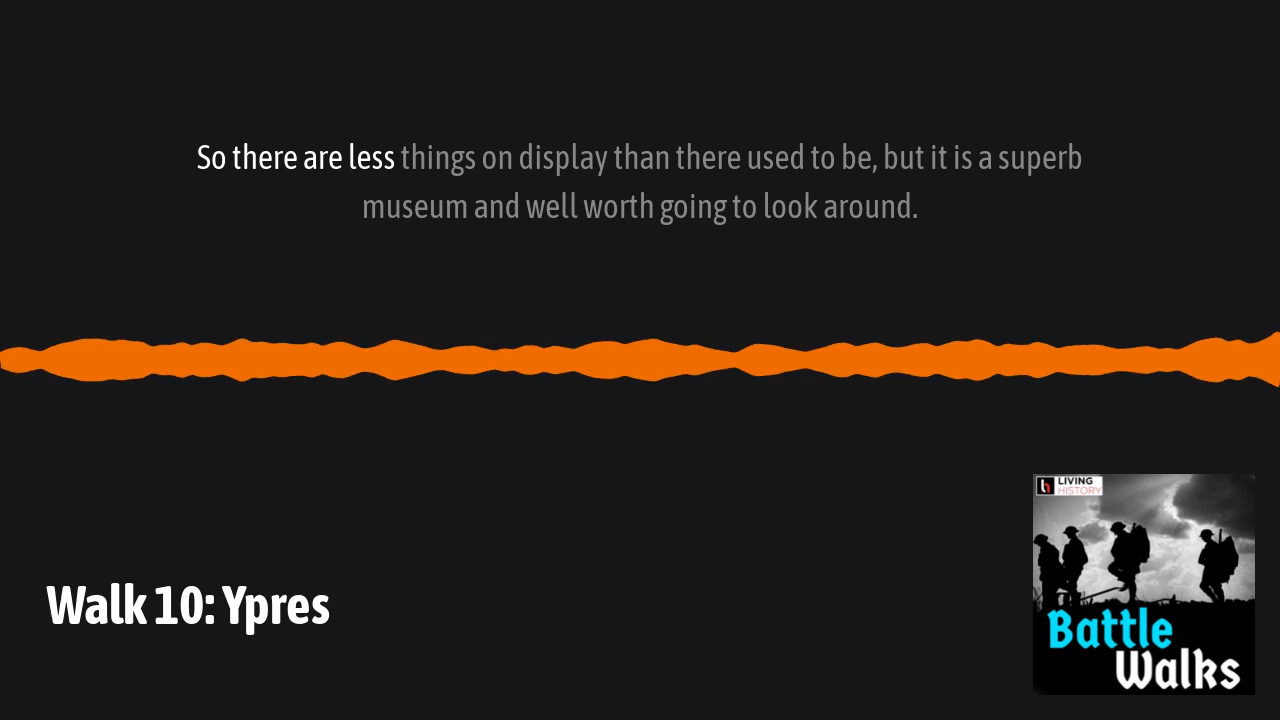 So there are less things on display than there used to be, but it is a superb
museum and well worth going to look around.
LIVING
HISTORY
Walk 10: Ypres
Battle
Walks